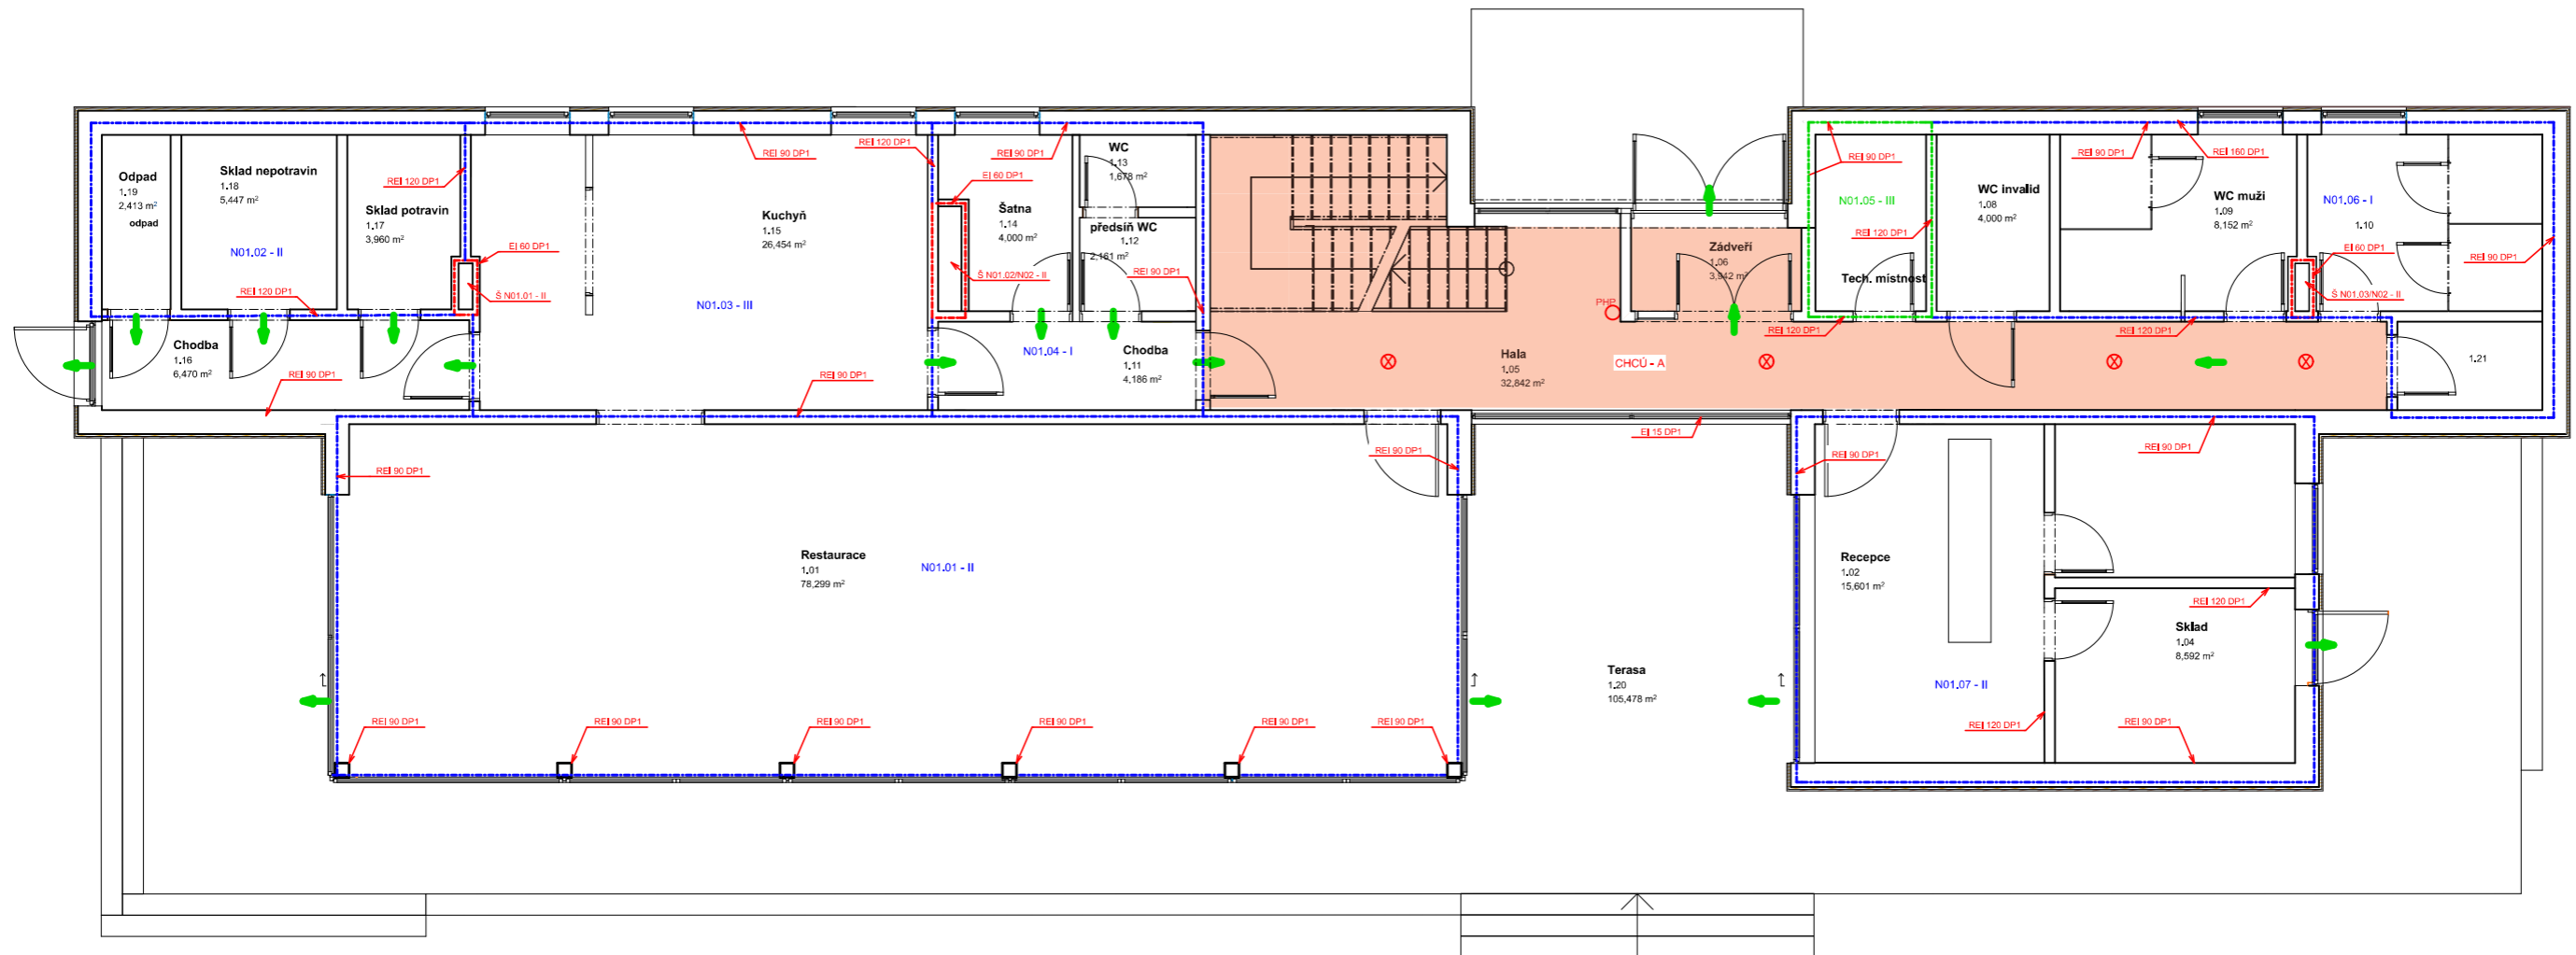 REI 90 DP1
REI 120 DP1
REI 90 DP1
EI 60 DP1
WC
1.13
1,678 m²
REI 90 DP1
REI 90 DP1
REI 160 DP1
Odpad
1.19
2,413 m²
odpad
Sklad nepotravin
1.18
5,447 m²
N01.02 - II
REI 120 DP1
Sklad potravin
1.17
3,960 m²
REI 120 DP1
EI 60 DP1
Š N01.01 - II
Kuchyň
1.15
26,454 m²
N01.03 - III
Šatna
1.14
4,000 m²
Š N01.02/N02 - II
předsíň WC
1.12
2,161 m²
REI 90 DP1
Zádveří
1.06
3,942 m²
PHP
N01.05 - III
REI 120 DP1
Tech. místnost
REI 120 DP1
WC invalid
1.08
4,000 m²
WC muži
1.09
8,152 m²
REI 120 DP1
N01.06 - I
1.10
EI 60 DP1
Š N01.03/N02 - II
REI 90 DP1
Chodba
1.16
6,470 m²
REI 90 DP1
REI 90 DP1
N01.04 - I
Chodba
1.11
4,186 m²
Hala
1.05
32,842 m²
CHCÚ - A
1.21
EI 15 DP1
REI 90 DP1
REI 90 DP1
REI 90 DP1
REI 90 DP1
Restaurace
1.01
78,299 m²
N01.01 - II
Recepce
1.02
15,601 m²
N01.07 - II
REI 120 DP1
Sklad
1.04
8,592 m²
Terasa
1.20
105,478 m²
REI 90 DP1
REI 90 DP1
REI 90 DP1
REI 90 DP1
REI 90 DP1
REI 90 DP1
REI 120 DP1
REI 90 DP1